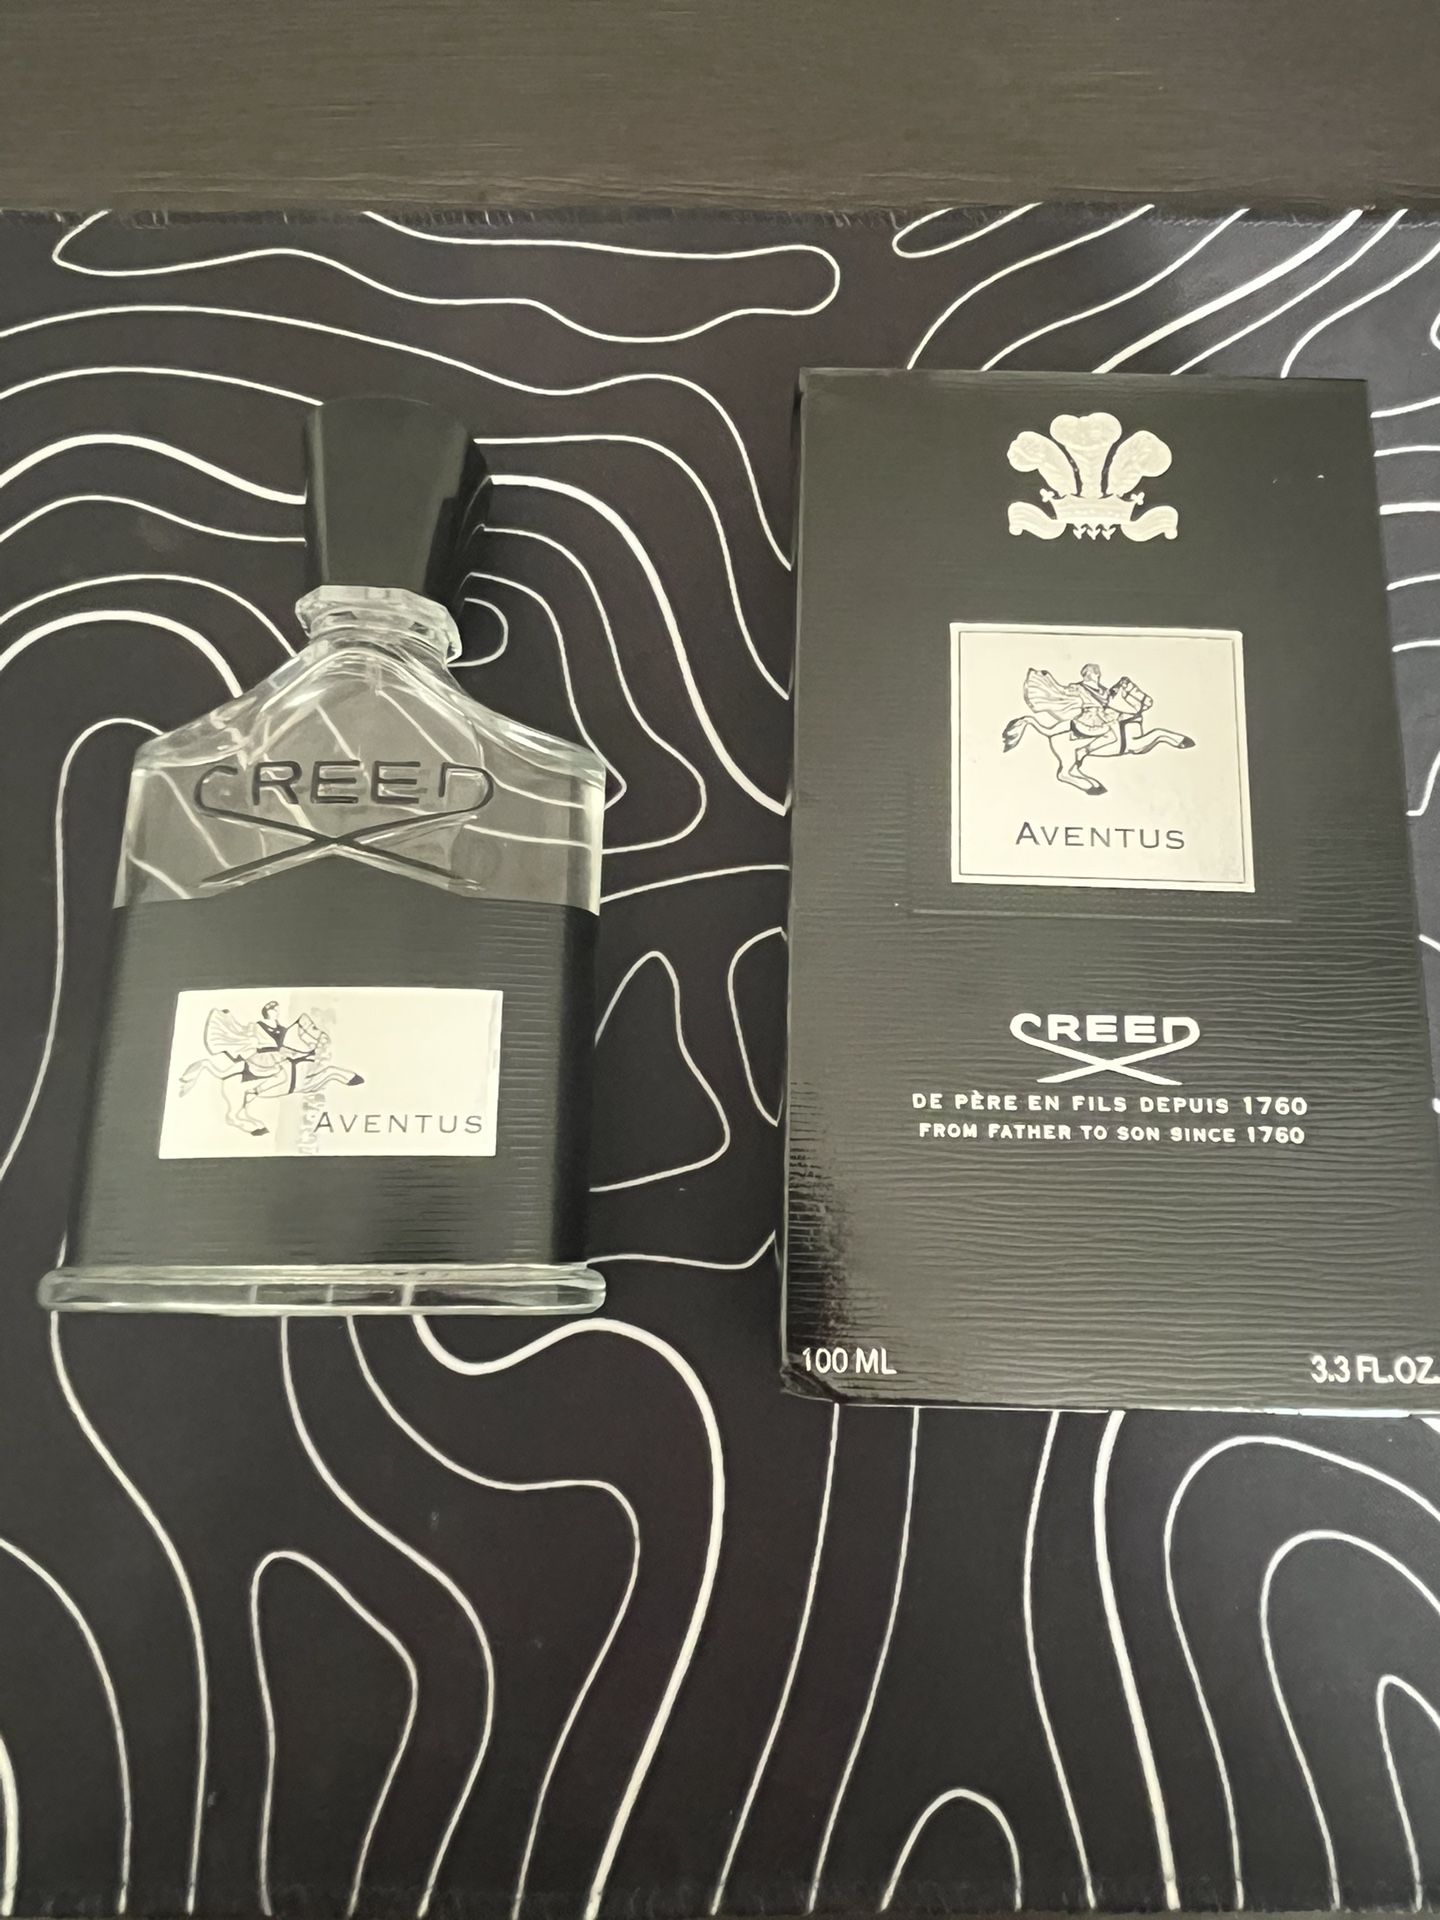 CREED
AVENTUS
AVENTUS
CREED
DE PÈRE EN FILS DEPUIS 1760
FROM FATHER TO SON SINCE 1760
100 ML
3.3 FL.OZ.